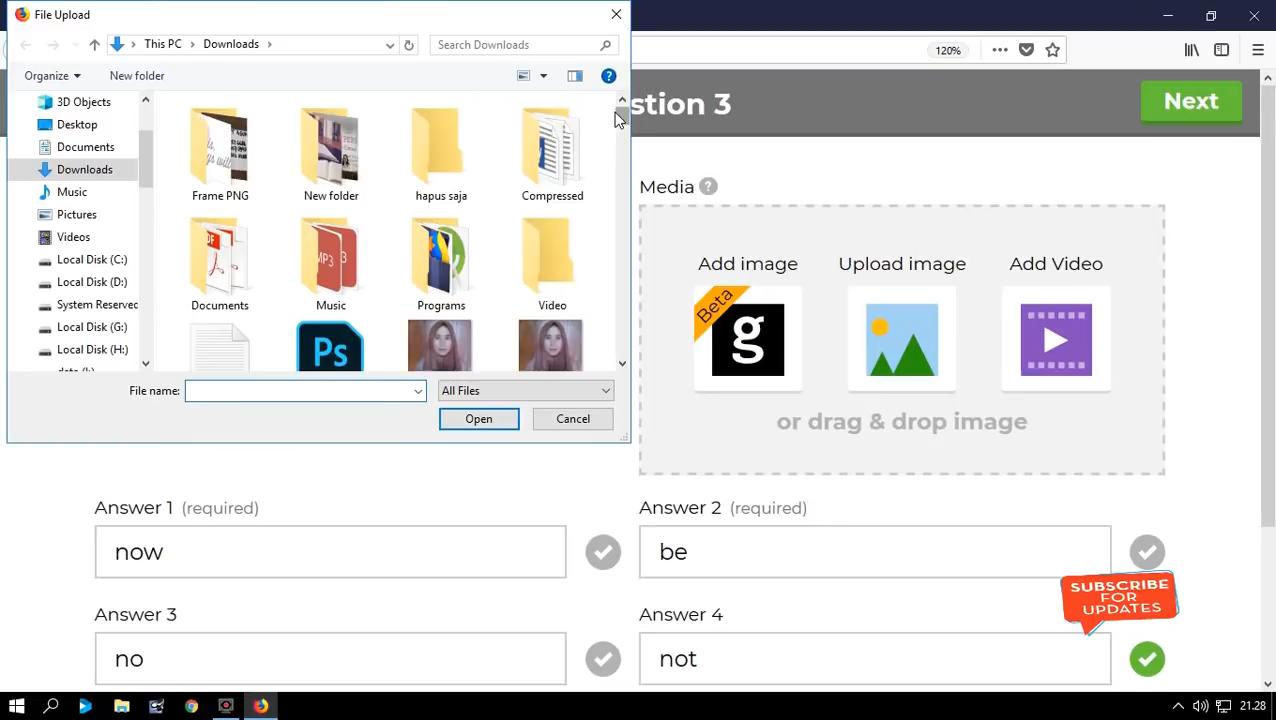 File Upload
This PC
Downloads
Search Downloads
120%
Organize
New folder
3D Objects
Desktop
Documents
Downloads
Music
Pictures
Videos
Local Disk (C:)
Local Disk (D:)
System Reserved
Local Disk (G:)
Local Disk (H:)
Frame PNG
New folder
hapus saja
Compressed
PDF
MP3
Documents
Music
Programs
Video
Ps
File name:
All Files
Open
Cancel
stion 3
Next
Media ?
Add image
Upload image
Add Video
Beta
g
or drag & drop image
Answer 1 (required)
Answer 2 (required)
now
be
Answer 3
Answer 4
no
not
SUBSCRIBE
FOR
UPDATES
21.28